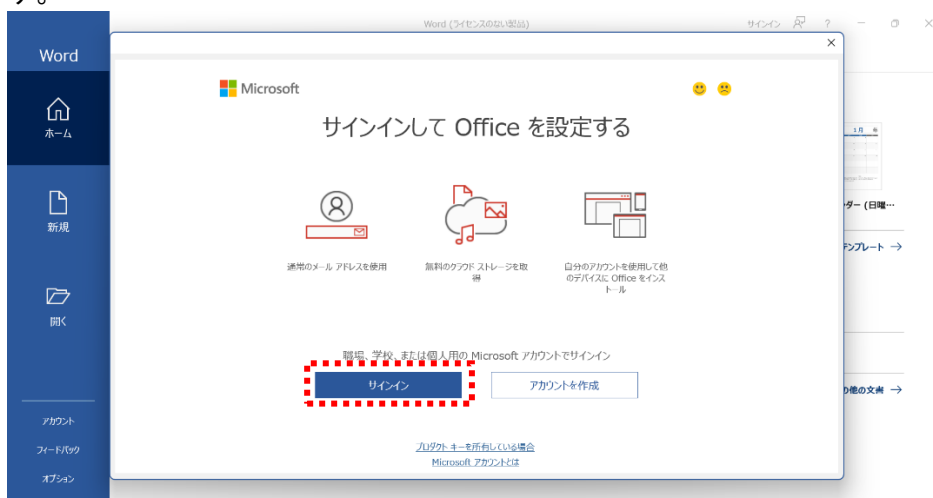 す。
Word (ライセンスのない製品)
サインイン
?
Word
Microsoft
サインインして Office を設定する
ホーム
新規
開く
通常のメール アドレスを使用
無料のクラウド ストレージを取
得
自分のアカウントを使用して他
のデバイスに Office をインス
トール
職場、学校、または個人用の Microsoft アカウントでサインイン
サインイン
アカウントを作成
プロダクト キーを所有している場合
Microsoft アカウントとは
アカウント
フィードバック
オプション
1月
ダー (日曜…
テンプレート →
の他の文書 →